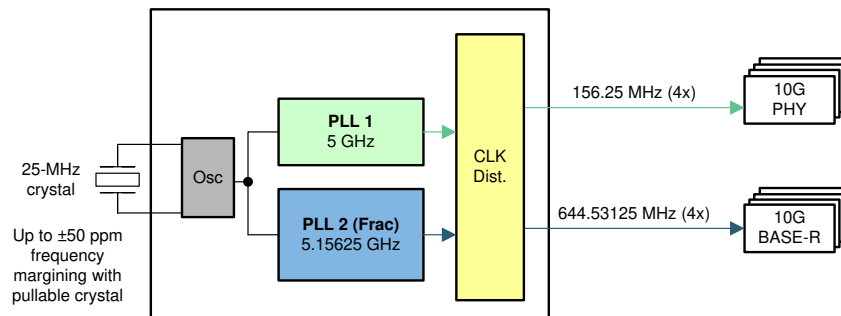 25-MHz
crystal
Up to ±50 ppm
frequency
margining with
pullable crystal
Osc
PLL 1
5 GHz
PLL 2 (Frac)
5.15625 GHz
CLK
Dist.
156.25 MHz (4x)
644.53125 MHz (4x)
10G
PHY
10G
BASE-R